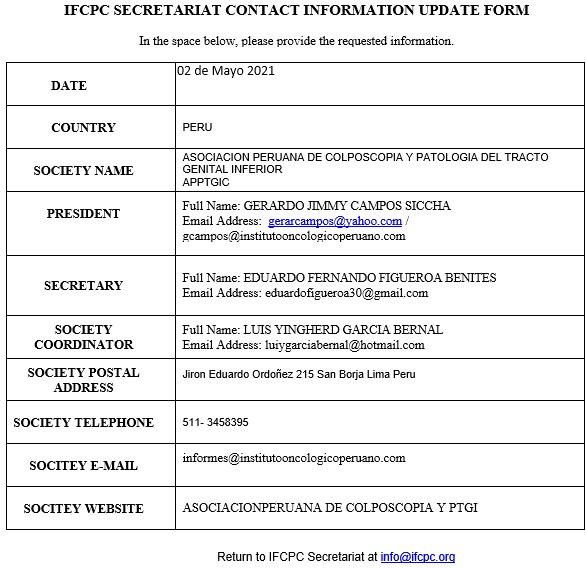 IFCPC SECRETARIAT CONTACT INFORMATION UPDATE FORM
In the space below, please provide the requested information.
DATE
02 de Mayo 2021
COUNTRY
PERU
SOCIETY NAME
ASOCIACION PERUANA DE COLPOSCOPIA Y PATOLOGIA DEL TRACTO
GENITAL INFERIOR
APPTGIC
PRESIDENT
Full Name: GERARDO JIMMY CAMPOS SICCHA
Email Address: gerarcampos@yahoo.com /
gcampos@institutooncologicoperuano.com
SECRETARY
Full Name: EDUARDO FERNANDO FIGUEROA BENITES
Email Address: eduardofigueroa30@gmail.com
SOCIETY
COORDINATOR
Full Name: LUIS YINGHERD GARCIA BERNAL
Email Address: luiygarciabernal@hotmail.com
SOCIETY POSTAL
ADDRESS
Jiron Eduardo Ordoñez 215 San Borja Lima Peru
SOCIETY TELEPHONE
511- 3458395
SOCITEY E-MAIL
informes@institutooncologicoperuano.com
SOCITEY WEBSITE
ASOCIACIONPERUANA DE COLPOSCOPIA Y PTGI
Return to IFCPC Secretariat at info@ifcpc.org